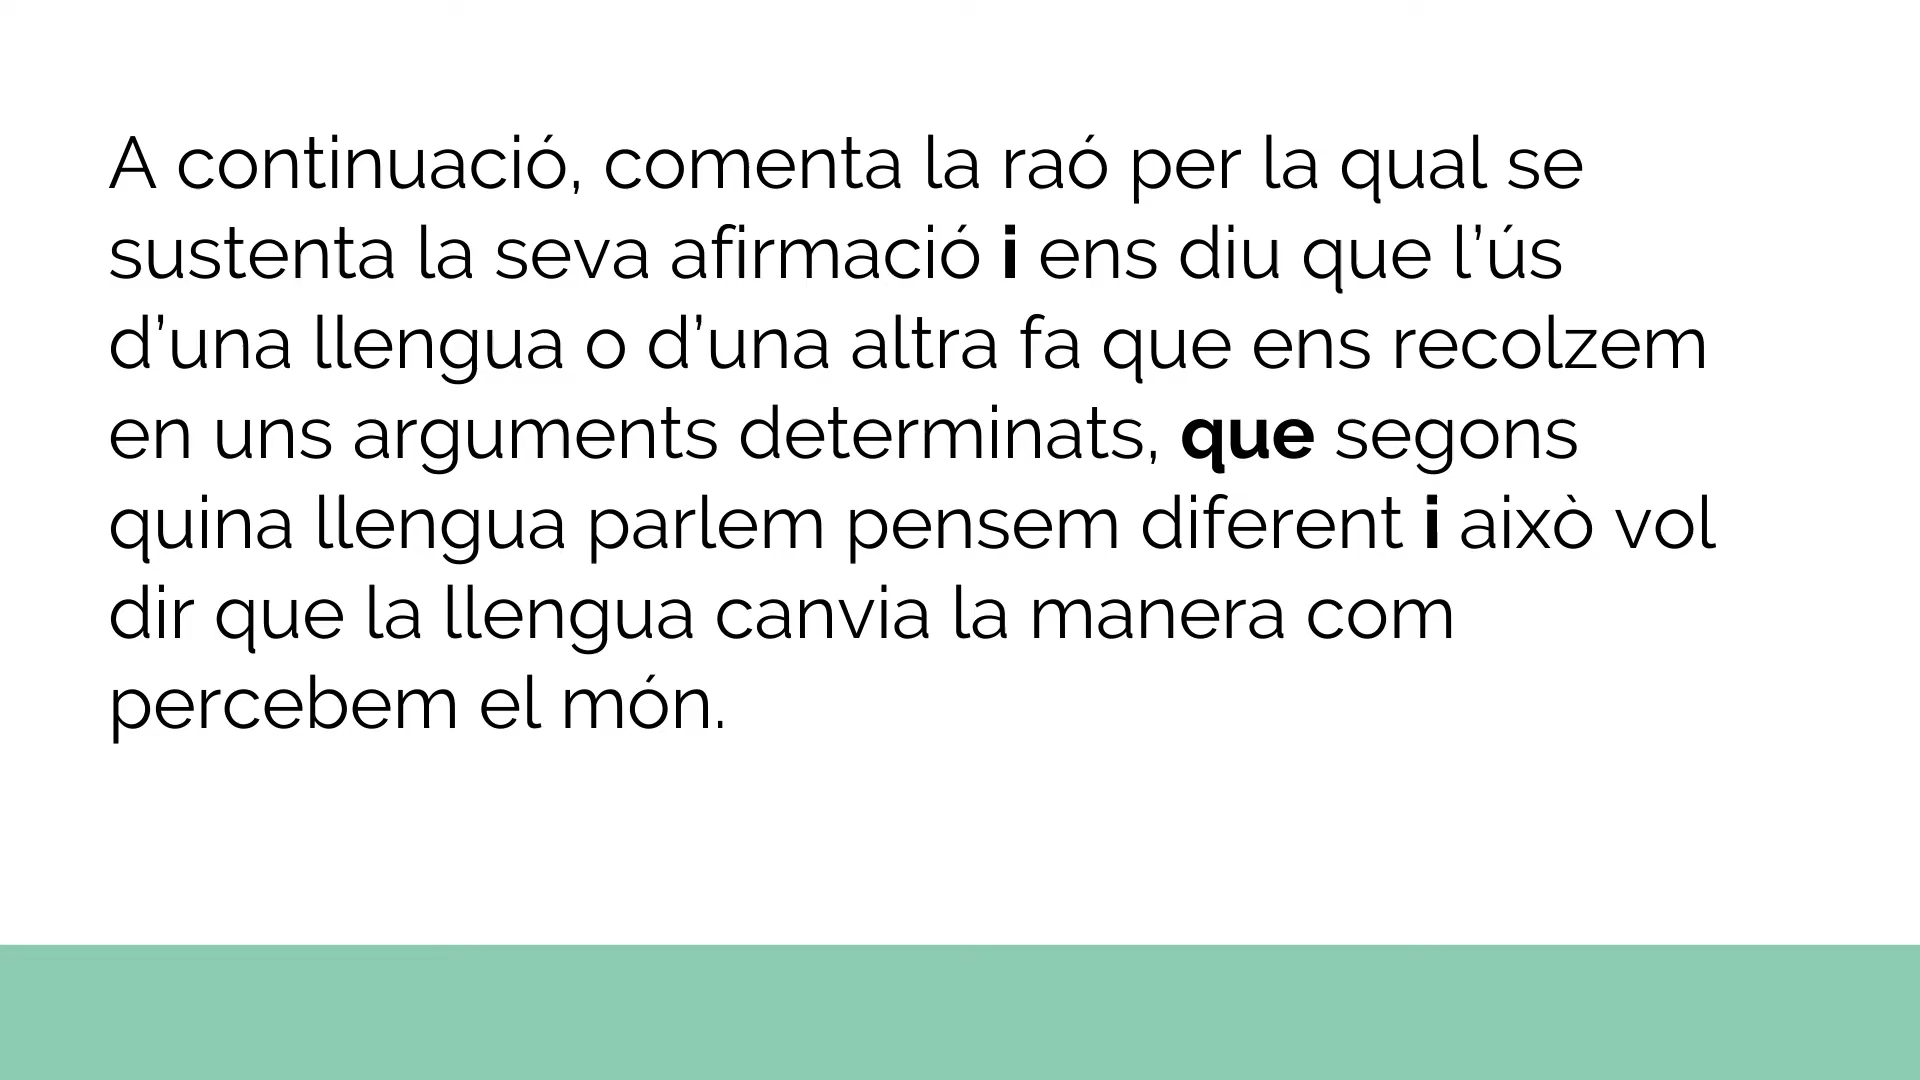 A continuació, comenta la raó per la qual se
sustenta la seva afirmació i ens diu que l’ús
d’una llengua o d’una altra fa que ens recolzem
en uns arguments determinats, que segons
quina llengua parlem pensem diferent i això vol
dir que la llengua canvia la manera com
percebem el món.